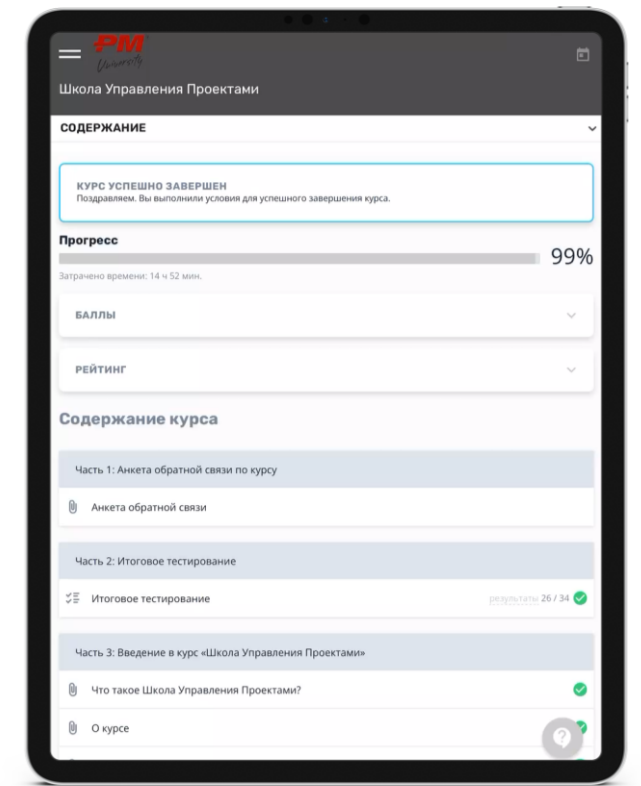 PM
University
Школа Управления Проектами
СОДЕРЖАНИЕ
КУРС УСПЕШНО ЗАВЕРШЕН
Поздравляем. Вы выполнили условия для успешного завершения курса.
Прогресс
99%
Затрачено времени: 14 ч 52 мин.
БАЛЛЫ
РЕЙТИНГ
Содержание курса
Часть 1: Анкета обратной связи по курсу
Анкета обратной связи
Часть 2: Итоговое тестирование
Итоговое тестирование результаты 26 / 34
Часть 3: Введение в курс «Школа Управления Проектами»
Что такое Школа Управления Проектами?
О курсе